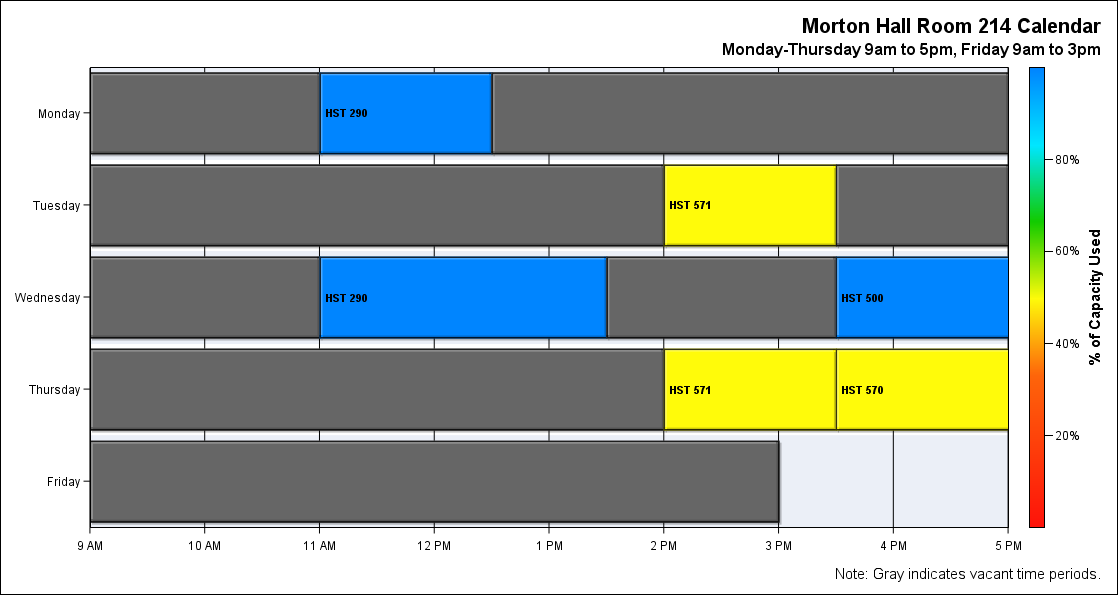 Morton Hall Room 214 Calendar
Monday-Thursday 9am to 5pm, Friday 9am to 3pm
Monday
HST 290
Tuesday
HST 571
Wednesday
HST 290
HST 500
Thursday
HST 571
HST 570
Friday
9 AM
10 AM
11 AM
12 PM
1 PM
2 PM
3 PM
4 PM
5 PM
80%
60%
40%
20%
% of Capacity Used
Note: Gray indicates vacant time periods.